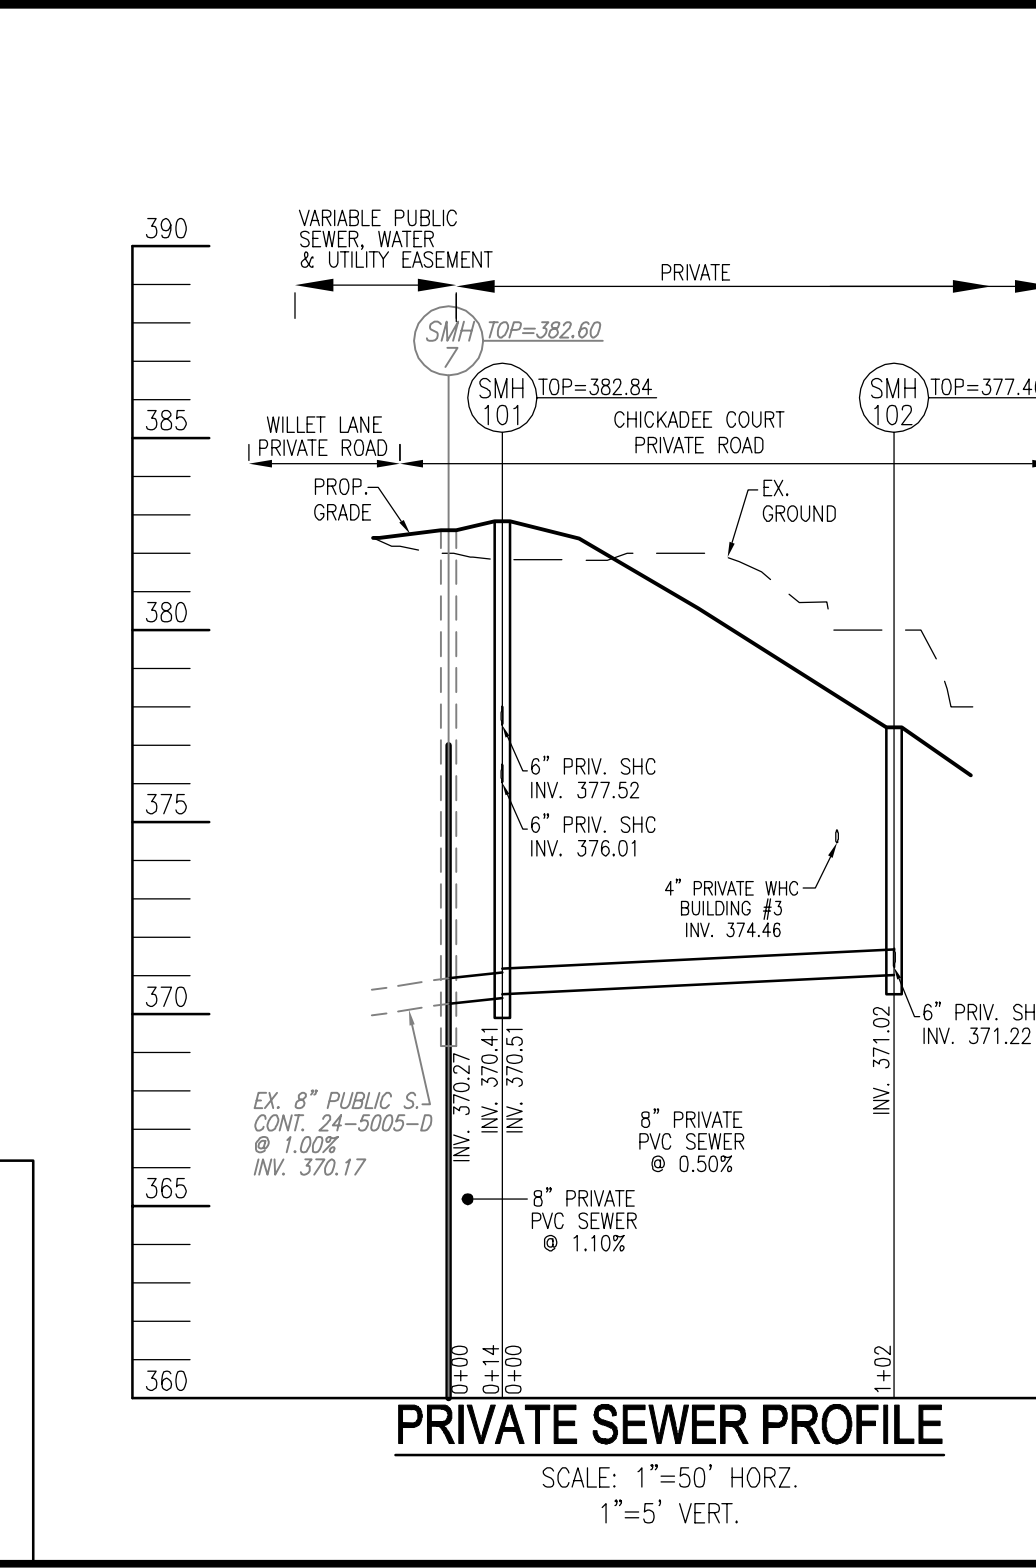 390
385
380
375
370
365
360
VARIABLE PUBLIC
SEWER, WATER
& UTILITY EASEMENT
PRIVATE
SMH
7
TOP=382.60
SMH
101
TOP=382.84
SMH
102
TOP=377.4
WILLET LANE
PRIVATE ROAD
CHICKADEE COURT
PRIVATE ROAD
PROP.
GRADE
EX.
GROUND
6" PRIV. SHC
INV. 377.52
6" PRIV. SHC
INV. 376.01
4" PRIVATE WHC
BUILDING #3
INV. 374.46
6" PRIV. SH
INV. 371.22
INV. 370.27
INV. 370.41
INV. 370.51
INV. 371.02
EX. 8" PUBLIC S.
CONT. 24-5005-D
@ 1.00%
INV. 370.17
8" PRIVATE
PVC SEWER
@ 0.50%
8" PRIVATE
PVC SEWER
@ 1.10%
0+00
0+14
0+00
1+02
PRIVATE SEWER PROFILE
SCALE: 1"=50' HORZ.
1"=5' VERT.